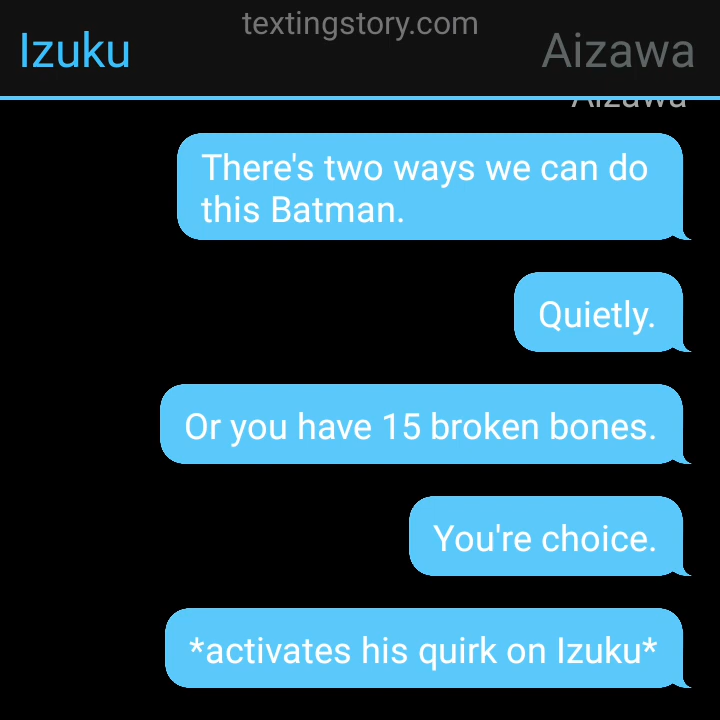 textingstory.com
Izuku
Aizawa
Aizawa
There's two ways we can do
this Batman.
Quietly.
Or you have 15 broken bones.
You're choice.
*activates his quirk on Izuku*